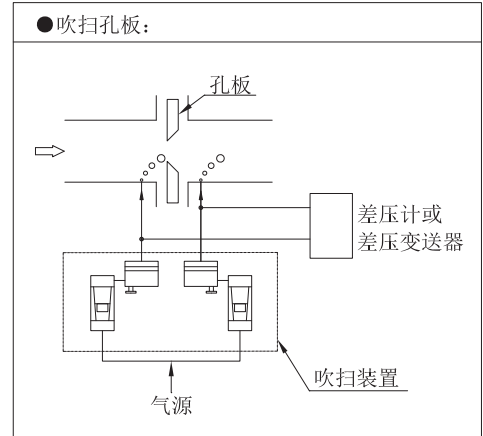 ●吹扫孔板：
孔板
差压计或
差压变送器
吹扫装置
气源